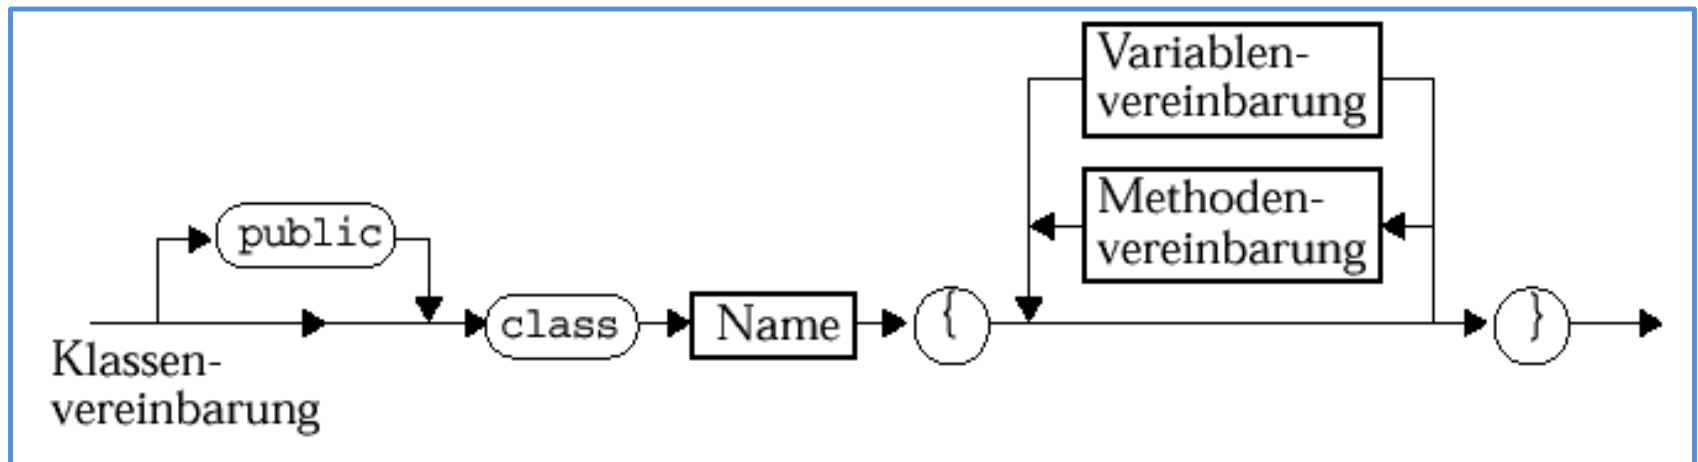 Variablen-
vereinbarung
Methoden-
vereinbarung
public
class
Name
{
}
Klassen-
vereinbarung